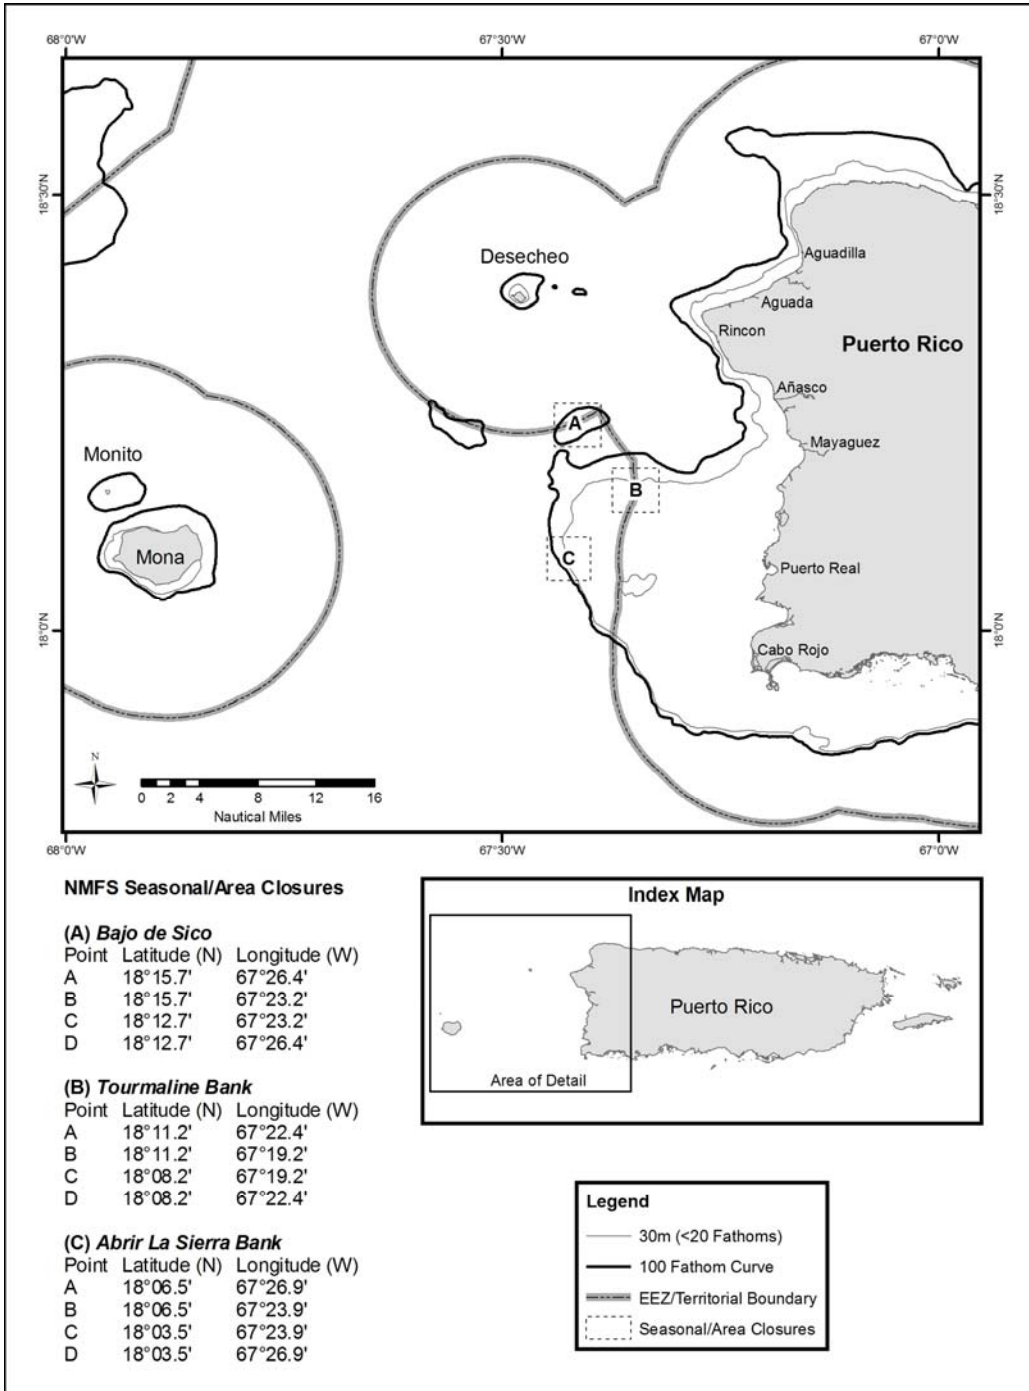 68°0'W 67°30'W 67°0'W
18°30'N 18°30'N
Desecheo
Aguadilla
Aguada
Rincon
Puerto Rico
Añasco
A
Mayaguez
Monito
B
Mona
C
Puerto Real
18°0'N 18°0'N
Cabo Rojo
N
0 2 4 8 12 16
Nautical Miles
68°0'W 67°30'W 67°0'W
NMFS Seasonal/Area Closures
(A) Bajo de Sico
Point Latitude (N) Longitude (W)
A 18°15.7' 67°26.4'
B 18°15.7' 67°23.2'
C 18°12.7' 67°23.2'
D 18°12.7' 67°26.4'
(B) Tourmaline Bank
Point Latitude (N) Longitude (W)
A 18°11.2' 67°22.4'
B 18°11.2' 67°19.2'
C 18°08.2' 67°19.2'
D 18°08.2' 67°22.4'
(C) Abrir La Sierra Bank
Point Latitude (N) Longitude (W)
A 18°06.5' 67°26.9'
B 18°06.5' 67°23.9'
C 18°03.5' 67°23.9'
D 18°03.5' 67°26.9'
Index Map
Puerto Rico
Area of Detail
Legend
30m (<20 Fathoms)
100 Fathom Curve
EEZ/Territorial Boundary
Seasonal/Area Closures